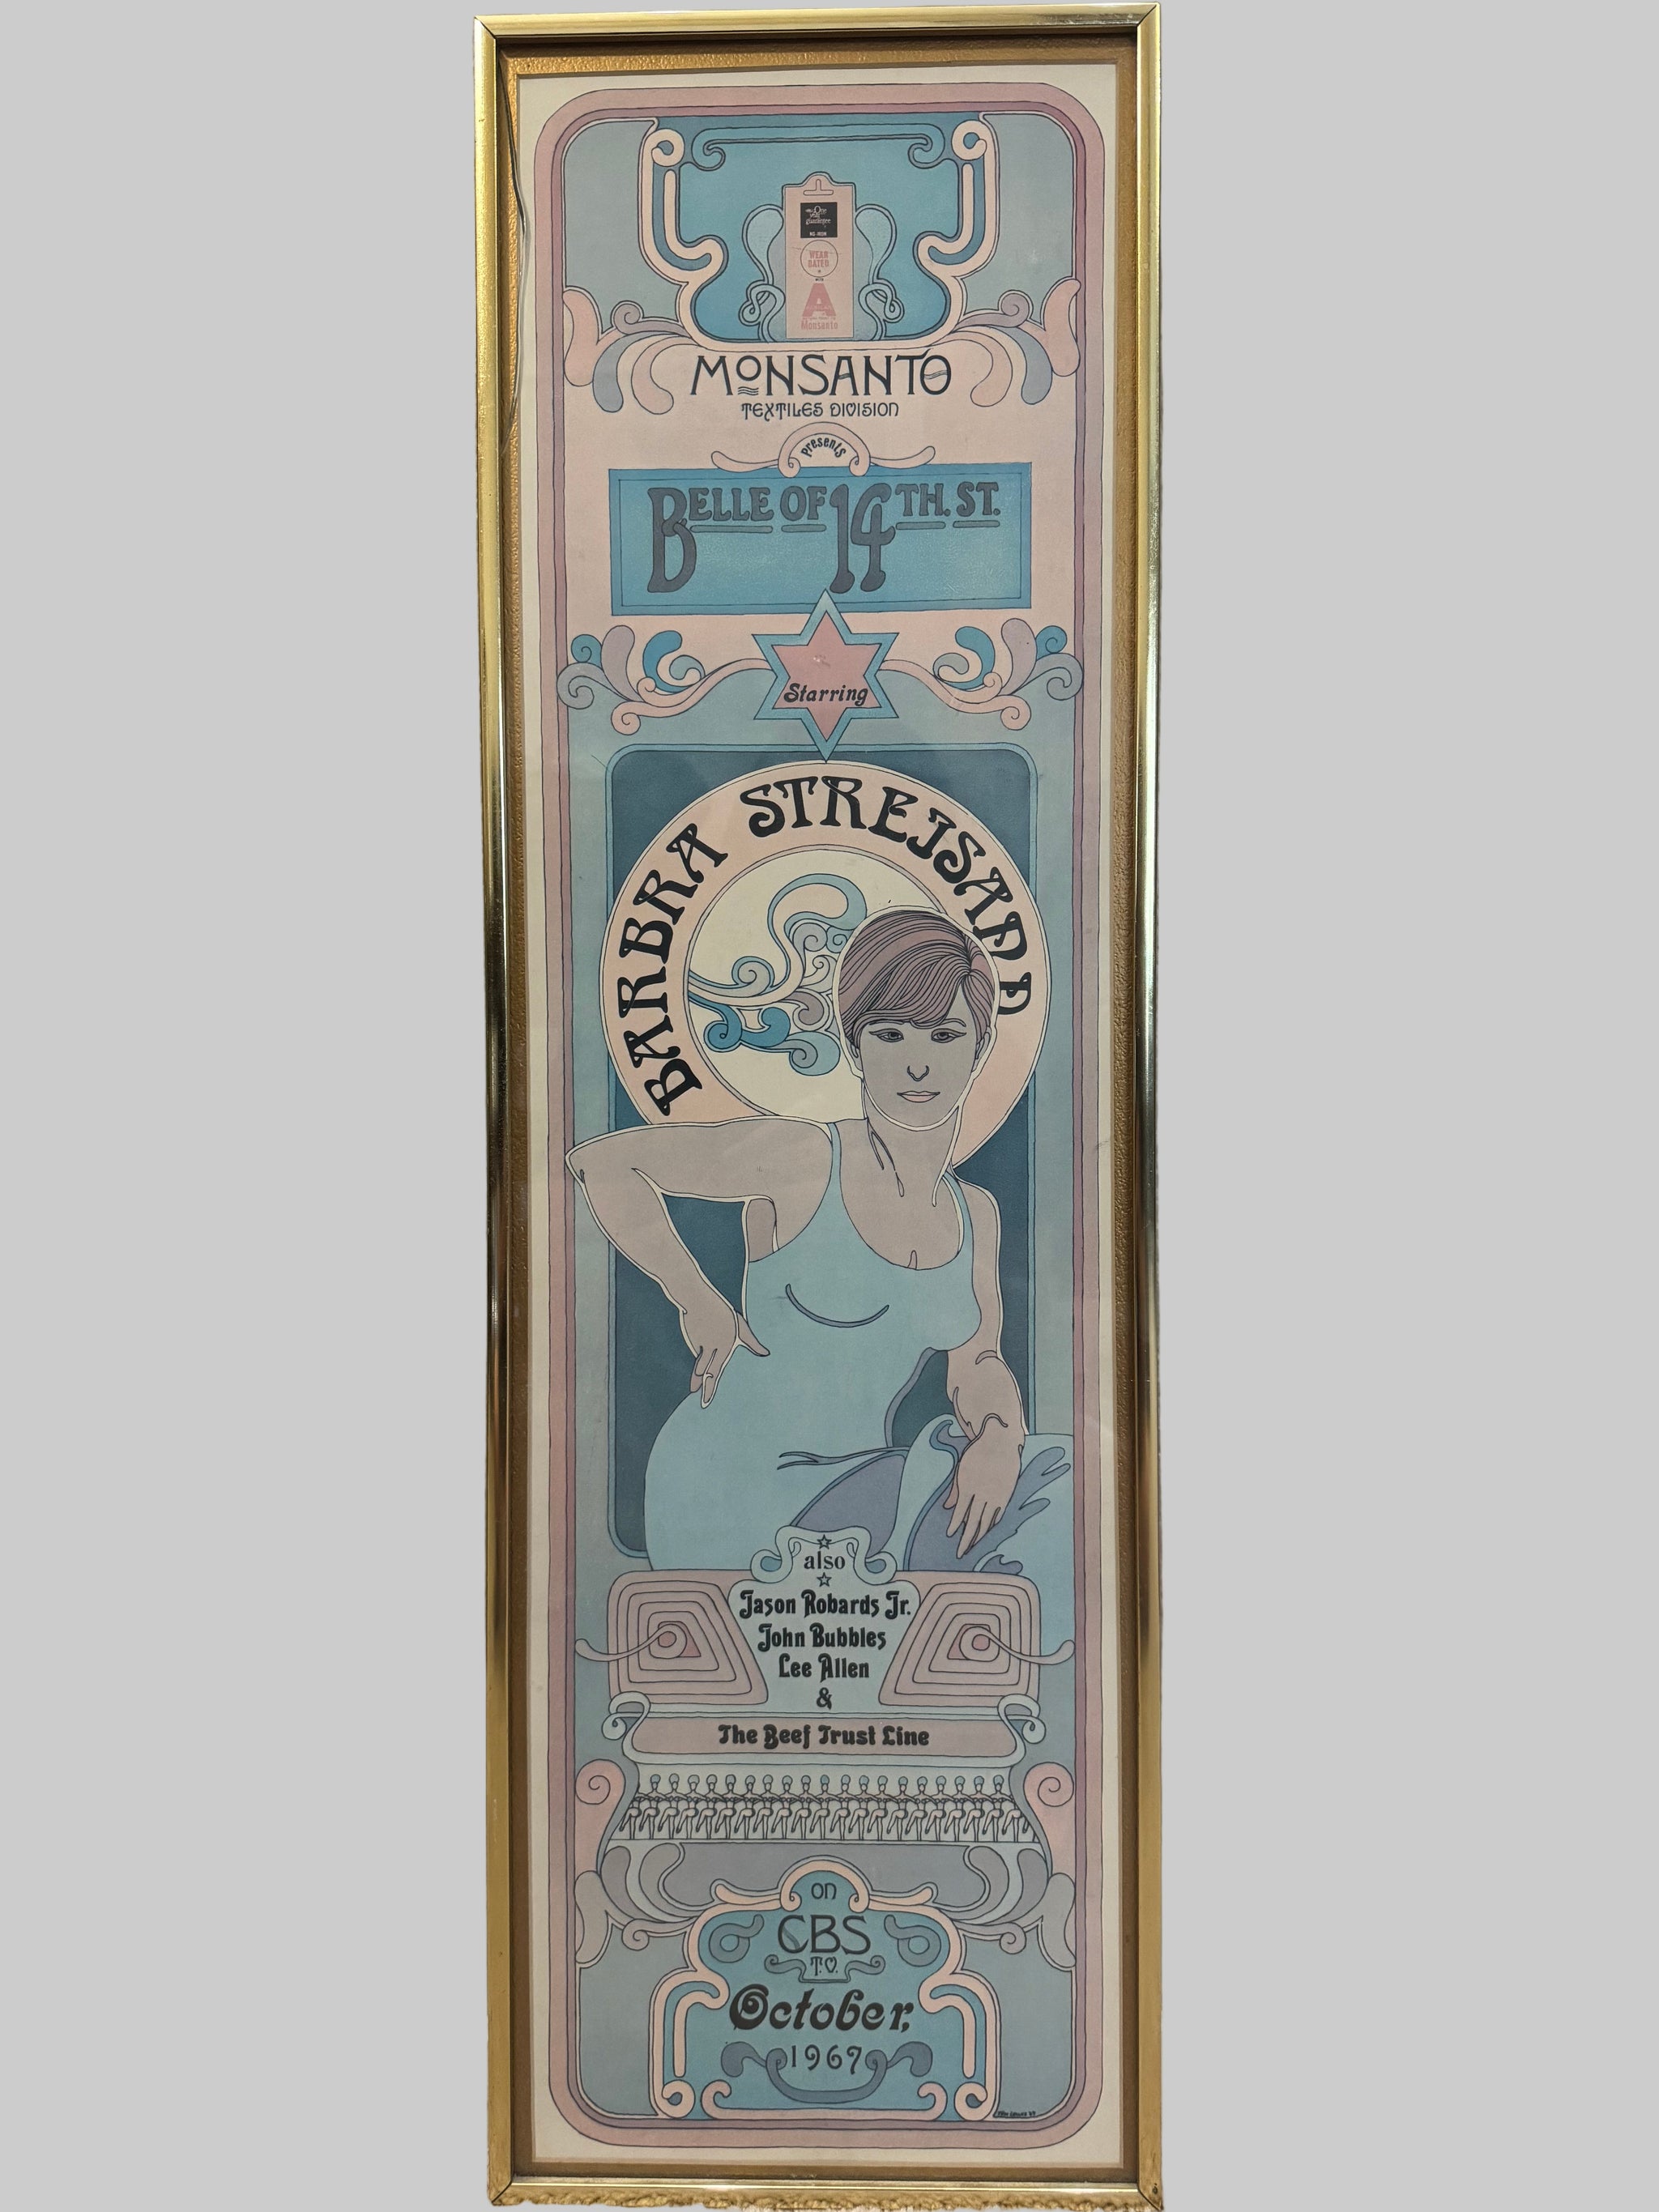 WEAR
DATED
A
Monsanto
MONSANTO
TEXTILES DIVISION
Presents
BELLE OF 14TH. ST.
Starring
BARBRA STREISAND
also
Jason Robards Jr.
John Bubbles
Lee Allen
&
The Beef Trust Line
on
CBS
T.V.
October,
1967